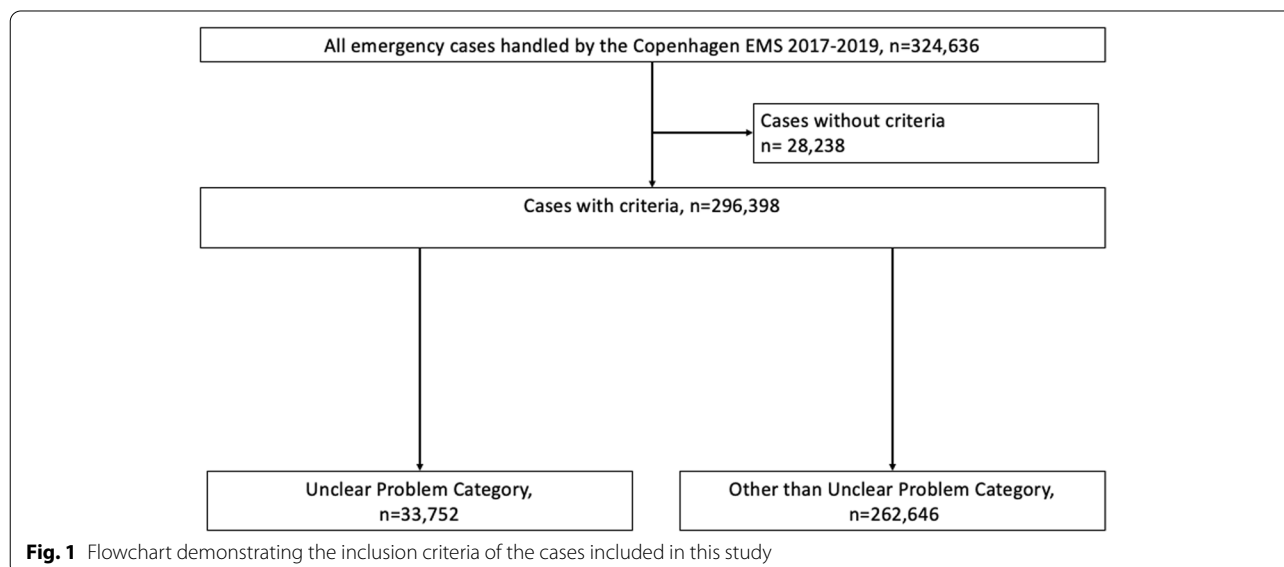 All emergency cases handled by the Copenhagen EMS 2017-2019, n=324,636
Cases without criteria
n= 28,238
Cases with criteria, n=296,398
Unclear Problem Category,
n=33,752
Other than Unclear Problem Category,
n=262,646
Fig. 1 Flowchart demonstrating the inclusion criteria of the cases included in this study